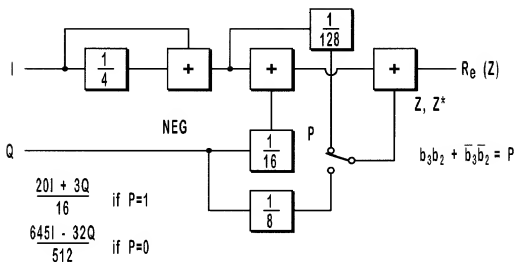 1
128
I
1
4
+
+
+
Re (Z)
Z, Z*
NEG
P
Q
1
16
b3b2 + b̅3b̅2 = P
20I + 3Q
16
if P=1
1
8
645I - 32Q
512
if P=0